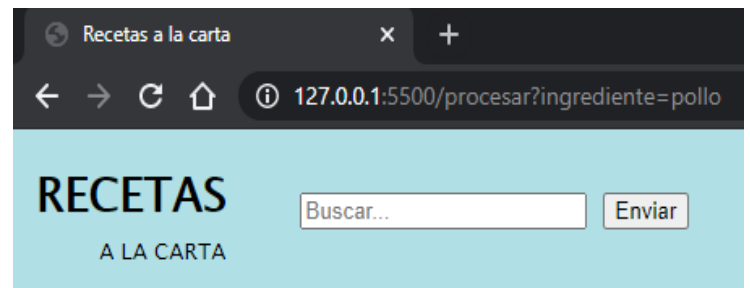 Recetas a la carta
127.0.0.1:5500/procesar?ingrediente=pollo
RECETAS
A LA CARTA
Buscar...
Enviar